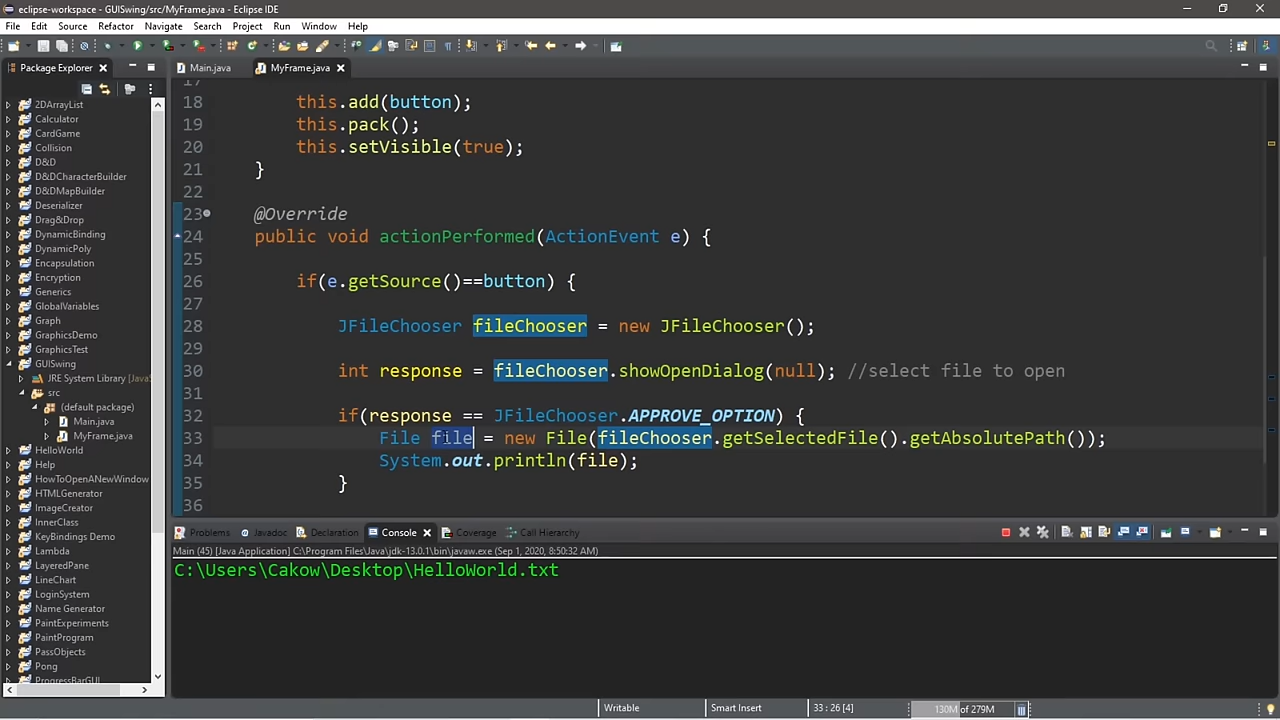 eclipse-workspace - GUISwing/src/MyFrame.java - Eclipse IDE
File Edit Source Refactor Navigate Search Project Run Window Help
Package Explorer
Main.java MyFrame.java
2DArrayList
Calculator
CardGame
Collision
D&D
D&DCharacterBuilder
D&DMapBuilder
Deserializer
Drag&Drop
DynamicBinding
DynamicPoly
Encapsulation
Encryption
Generics
GlobalVariables
Graph
GraphicsDemo
GraphicsTest
GUISwing
JRE System Library [JavaS
src
(default package)
Main.java
MyFrame.java
HelloWorld
Help
HowToOpenANewWindow
HTMLGenerator
ImageCreator
InnerClass
KeyBindings Demo
Lambda
LayeredPane
LineChart
LoginSystem
Name Generator
PaintExperiments
PaintProgram
PassObjects
Pong
ProgressBarGUI
17
18 this.add(button);
19 this.pack();
20 this.setVisible(true);
21 }
22
23 @Override
24 public void actionPerformed(ActionEvent e) {
25
26 if(e.getSource()==button) {
27
28 JFileChooser fileChooser = new JFileChooser();
29
30 int response = fileChooser.showOpenDialog(null); //select file to open
31
32 if(response == JFileChooser.APPROVE_OPTION) {
33 File file = new File(fileChooser.getSelectedFile().getAbsolutePath());
34 System.out.println(file);
35 }
36
Problems Javadoc Declaration Console Coverage Call Hierarchy
Main (45) [Java Application] C:\Program Files\Java\jdk-13.0.1\bin\javaw.exe (Sep 1, 2020, 8:50:32 AM)
C:\Users\Cakow\Desktop\HelloWorld.txt
Writable Smart Insert 33 : 26 [4] 130M of 279M